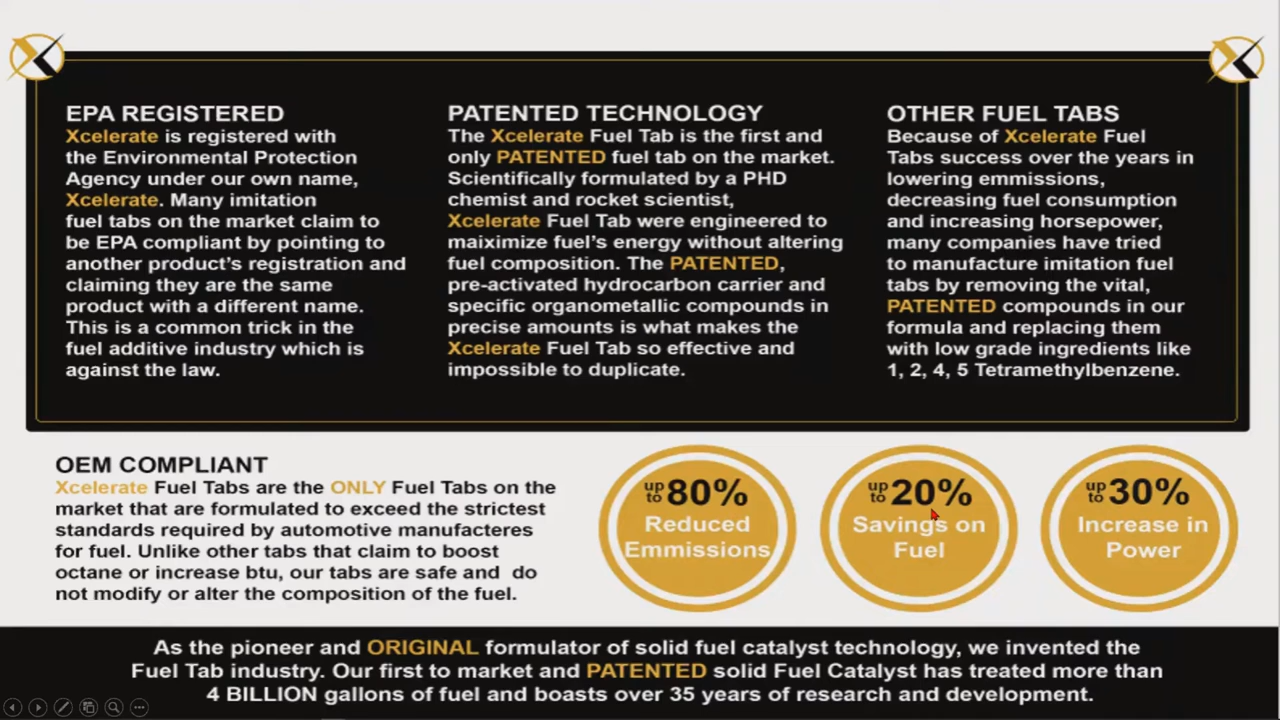 EPA REGISTERED
Xcelerate is registered with
the Environmental Protection
Agency under our own name,
Xcelerate. Many imitation
fuel tabs on the market claim to
be EPA compliant by pointing to
another product's registration and
claiming they are the same
product with a different name.
This is a common trick in the
fuel additive industry which is
against the law.
PATENTED TECHNOLOGY
The Xcelerate Fuel Tab is the first and
only PATENTED fuel tab on the market.
Scientifically formulated by a PHD
chemist and rocket scientist,
Xcelerate Fuel Tab were engineered to
maiximize fuel's energy without altering
fuel composition. The PATENTED,
pre-activated hydrocarbon carrier and
specific organometallic compounds in
precise amounts is what makes the
Xcelerate Fuel Tab so effective and
impossible to duplicate.
OTHER FUEL TABS
Because of Xcelerate Fuel
Tabs success over the years in
lowering emmissions,
decreasing fuel consumption
and increasing horsepower,
many companies have tried
to manufacture imitation fuel
tabs by removing the vital,
PATENTED compounds in our
formula and replacing them
with low grade ingredients like
1, 2, 4, 5 Tetramethylbenzene.
OEM COMPLIANT
Xcelerate Fuel Tabs are the ONLY Fuel Tabs on the
market that are formulated to exceed the strictest
standards required by automotive manufacteres
for fuel. Unlike other tabs that claim to boost
octane or increase btu, our tabs are safe and do
not modify or alter the composition of the fuel.
up to 80%
Reduced
Emmissions
up to 20%
Savings on
Fuel
up to 30%
Increase in
Power
As the pioneer and ORIGINAL formulator of solid fuel catalyst technology, we invented the
Fuel Tab industry. Our first to market and PATENTED solid Fuel Catalyst has treated more than
4 BILLION gallons of fuel and boasts over 35 years of research and development.